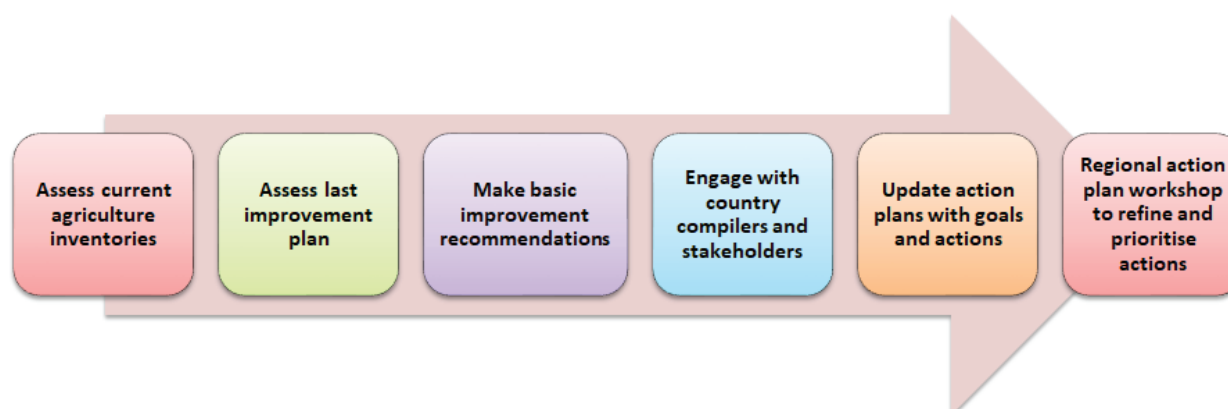 Assess current
agriculture
inventories
Assess last
improvement
plan
Make basic
improvement
recommendations
Engage with
country
compilers and
stakeholders
Update action
plans with goals
and actions
Regional action
plan workshop
to refine and
prioritise
actions